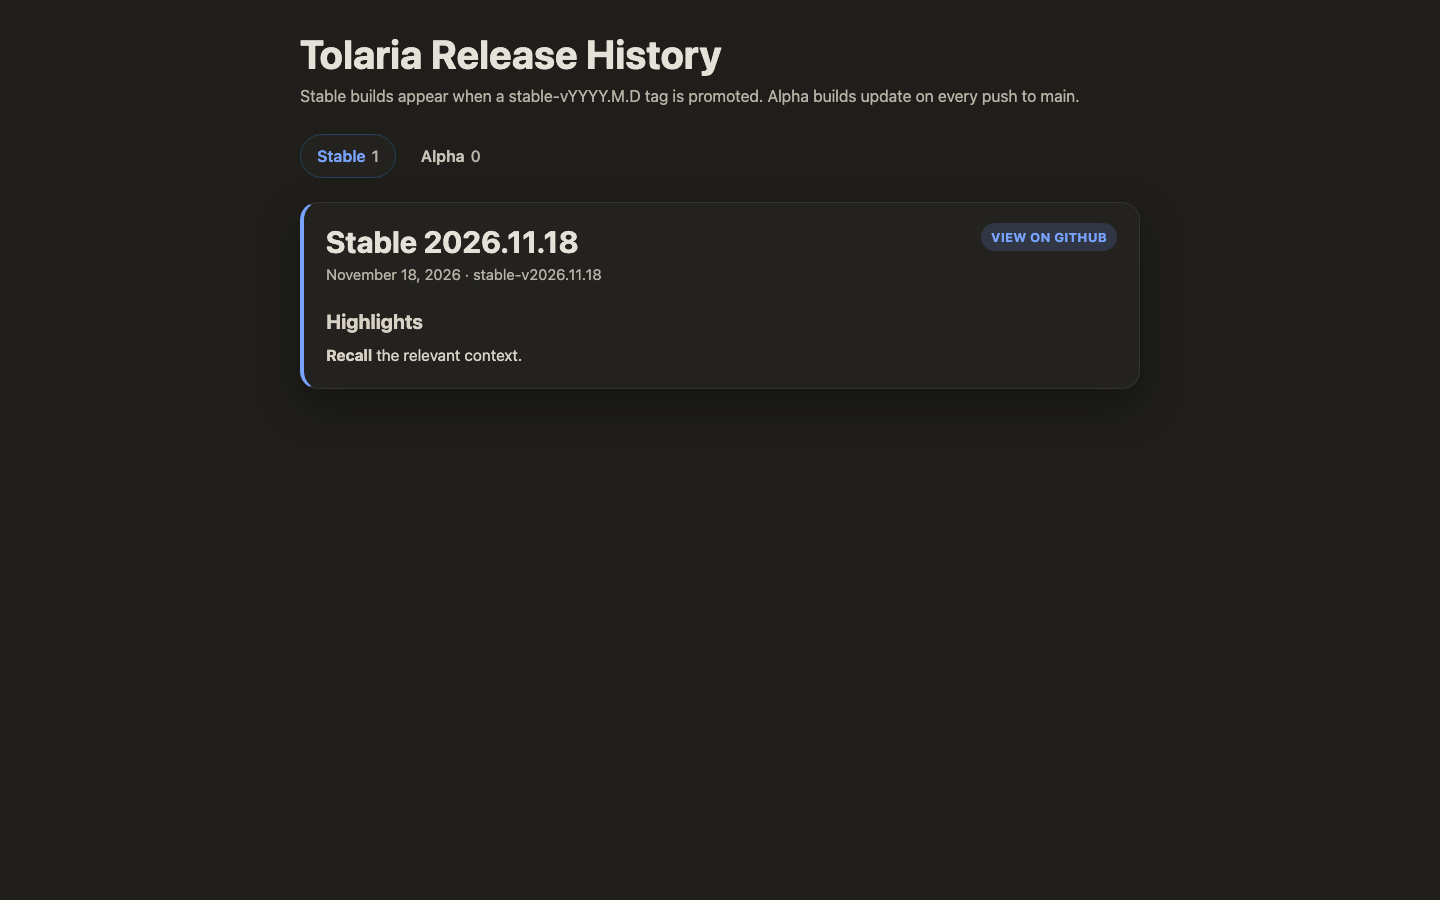 Tolaria Release History
Stable builds appear when a stable-vYYYY.M.D tag is promoted. Alpha builds update on every push to main.
Stable 1
Alpha 0
Stable 2026.11.18
VIEW ON GITHUB
November 18, 2026 · stable-v2026.11.18
Highlights
Recall the relevant context.